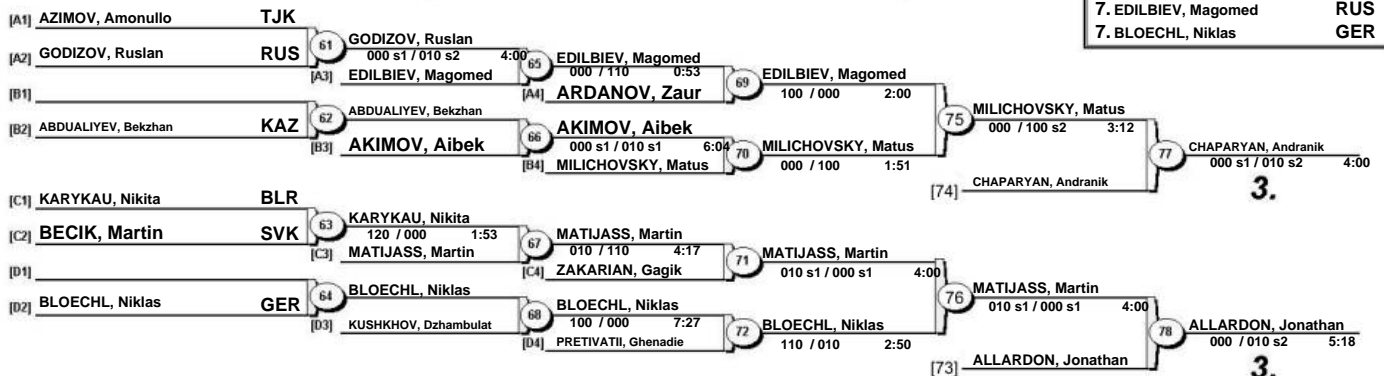 7. EDILBIEV, Magomed RUS
7. BLOECHL, Niklas GER
[A1] AZIMOV, Amonullo TJK
[A2] GODIZOV, Ruslan RUS
61
GODIZOV, Ruslan
000 s1 / 010 s2 4:00
[A3] EDILBIEV, Magomed
65
EDILBIEV, Magomed
000 / 110 0:53
[A4] ARDANOV, Zaur
69
EDILBIEV, Magomed
100 / 000 2:00
[B1]
[B2] ABDUALIYEV, Bekzhan KAZ
62
ABDUALIYEV, Bekzhan
[B3] AKIMOV, Aibek
66
AKIMOV, Aibek
000 s1 / 010 s1 6:04
[B4] MILICHOVSKY, Matus
70
MILICHOVSKY, Matus
000 / 100 1:51
75
MILICHOVSKY, Matus
000 / 100 s2 3:12
[74] CHAPARYAN, Andranik
77
CHAPARYAN, Andranik
000 s1 / 010 s2 4:00
3.
[C1] KARYKAU, Nikita BLR
[C2] BECIK, Martin SVK
63
KARYKAU, Nikita
120 / 000 1:53
[C3] MATIJASS, Martin
67
MATIJASS, Martin
010 / 110 4:17
[C4] ZAKARIAN, Gagik
71
MATIJASS, Martin
010 s1 / 000 s1 4:00
[D1]
[D2] BLOECHL, Niklas GER
64
BLOECHL, Niklas
[D3] KUSHKHOV, Dzhambulat
68
BLOECHL, Niklas
100 / 000 7:27
[D4] PRETIVATII, Ghenadie
72
BLOECHL, Niklas
110 / 010 2:50
76
MATIJASS, Martin
010 s1 / 000 s1 4:00
[73] ALLARDON, Jonathan
78
ALLARDON, Jonathan
000 / 010 s2 5:18
3.